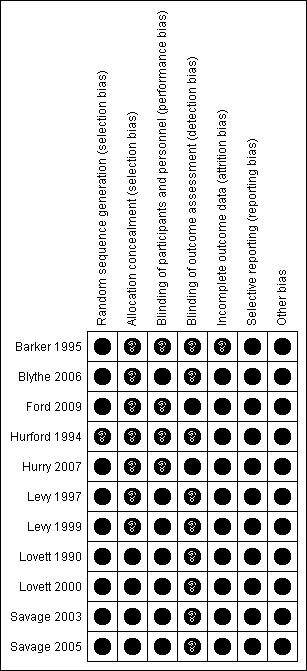 Random sequence generation (selection bias)
Allocation concealment (selection bias)
Blinding of participants and personnel (performance bias)
Blinding of outcome assessment (detection bias)
Incomplete outcome data (attrition bias)
Selective reporting (reporting bias)
Other bias
Barker 1995
Blythe 2006
Ford 2009
Hurford 1994
Hurry 2007
Levy 1997
Levy 1999
Lovett 1990
Lovett 2000
Savage 2003
Savage 2005